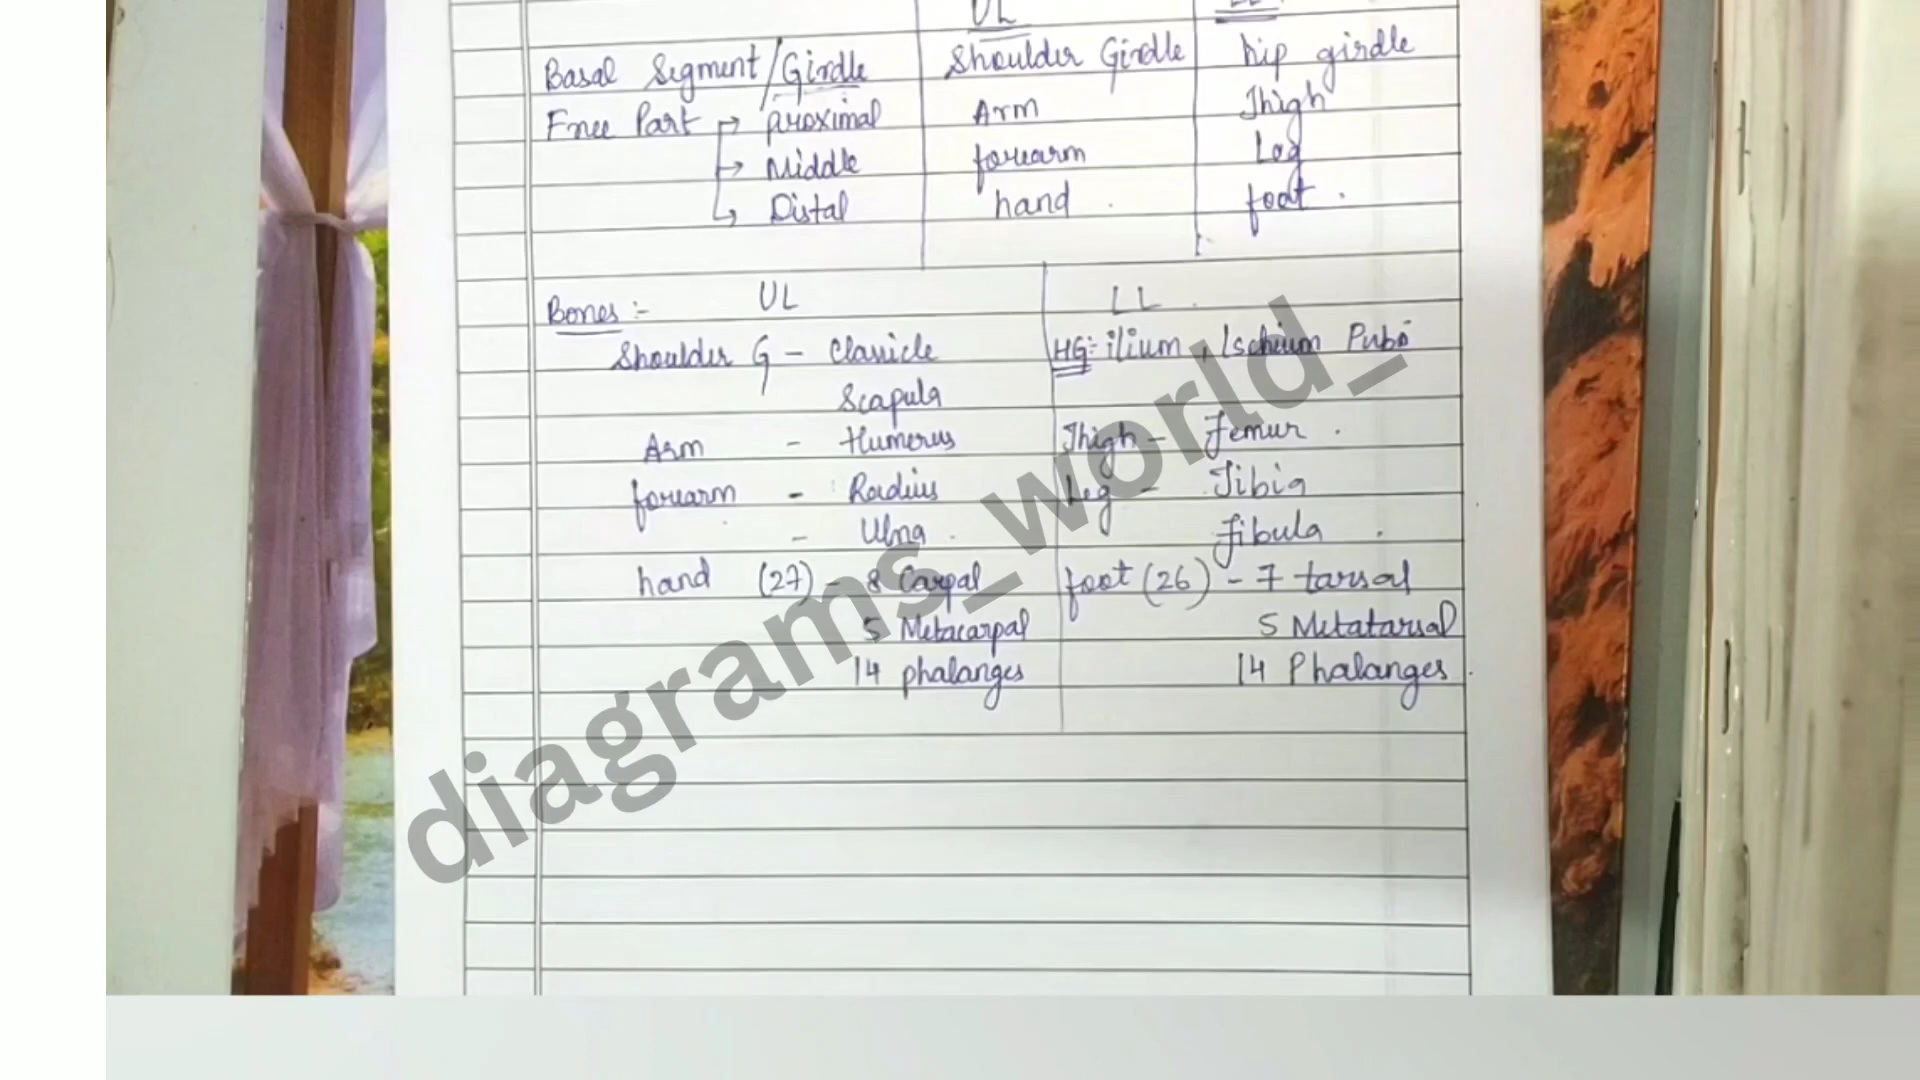 UL LL
Basal Segment/Girdle Shoulder Girdle hip girdle
Free Part → proximal Arm Thigh
→ Middle forearm Leg
→ Distal hand . foot .
Bones :- UL LL .
Shoulder G - Clavicle HG:- ilium , Ischium Pubo
Scapula
Arm - Humerus Thigh - Femur .
forearm - Radius Leg - Tibia
- Ulna . fibula .
hand (27) - 8 Carpal foot (26) - 7 tarsal
5 Metacarpal 5 Metatarsal
14 phalanges 14 Phalanges .
diagrams_world_